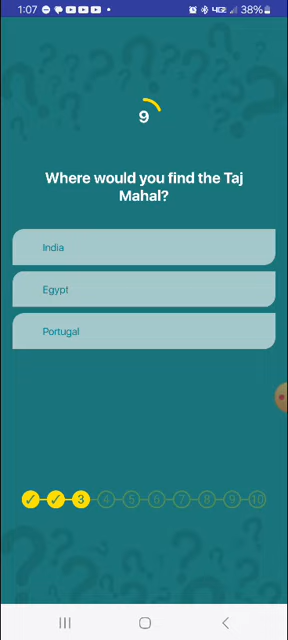 1:07 4G 38%
9
Where would you find the Taj
Mahal?
India
Egypt
Portugal
3 4 5 6 7 8 9 10